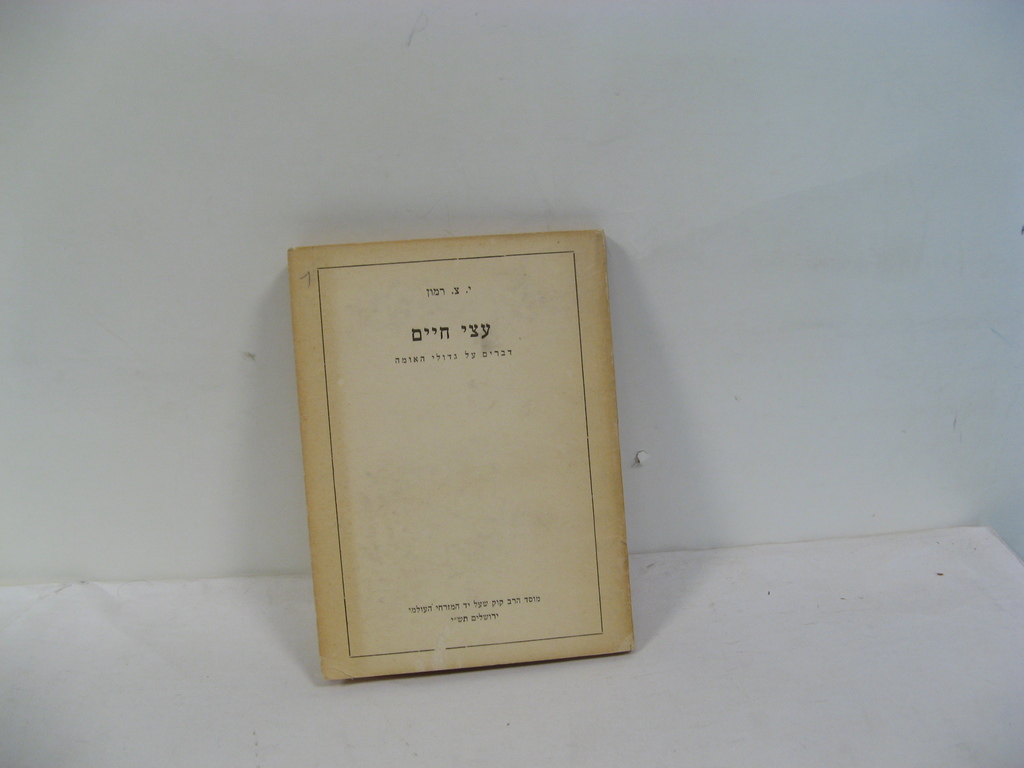 י. צ. רמון
עצי חיים
דברים על גדולי האומה
מוסד הרב קוק שעל יד המזרחי העולמי
ירושלים תש״י